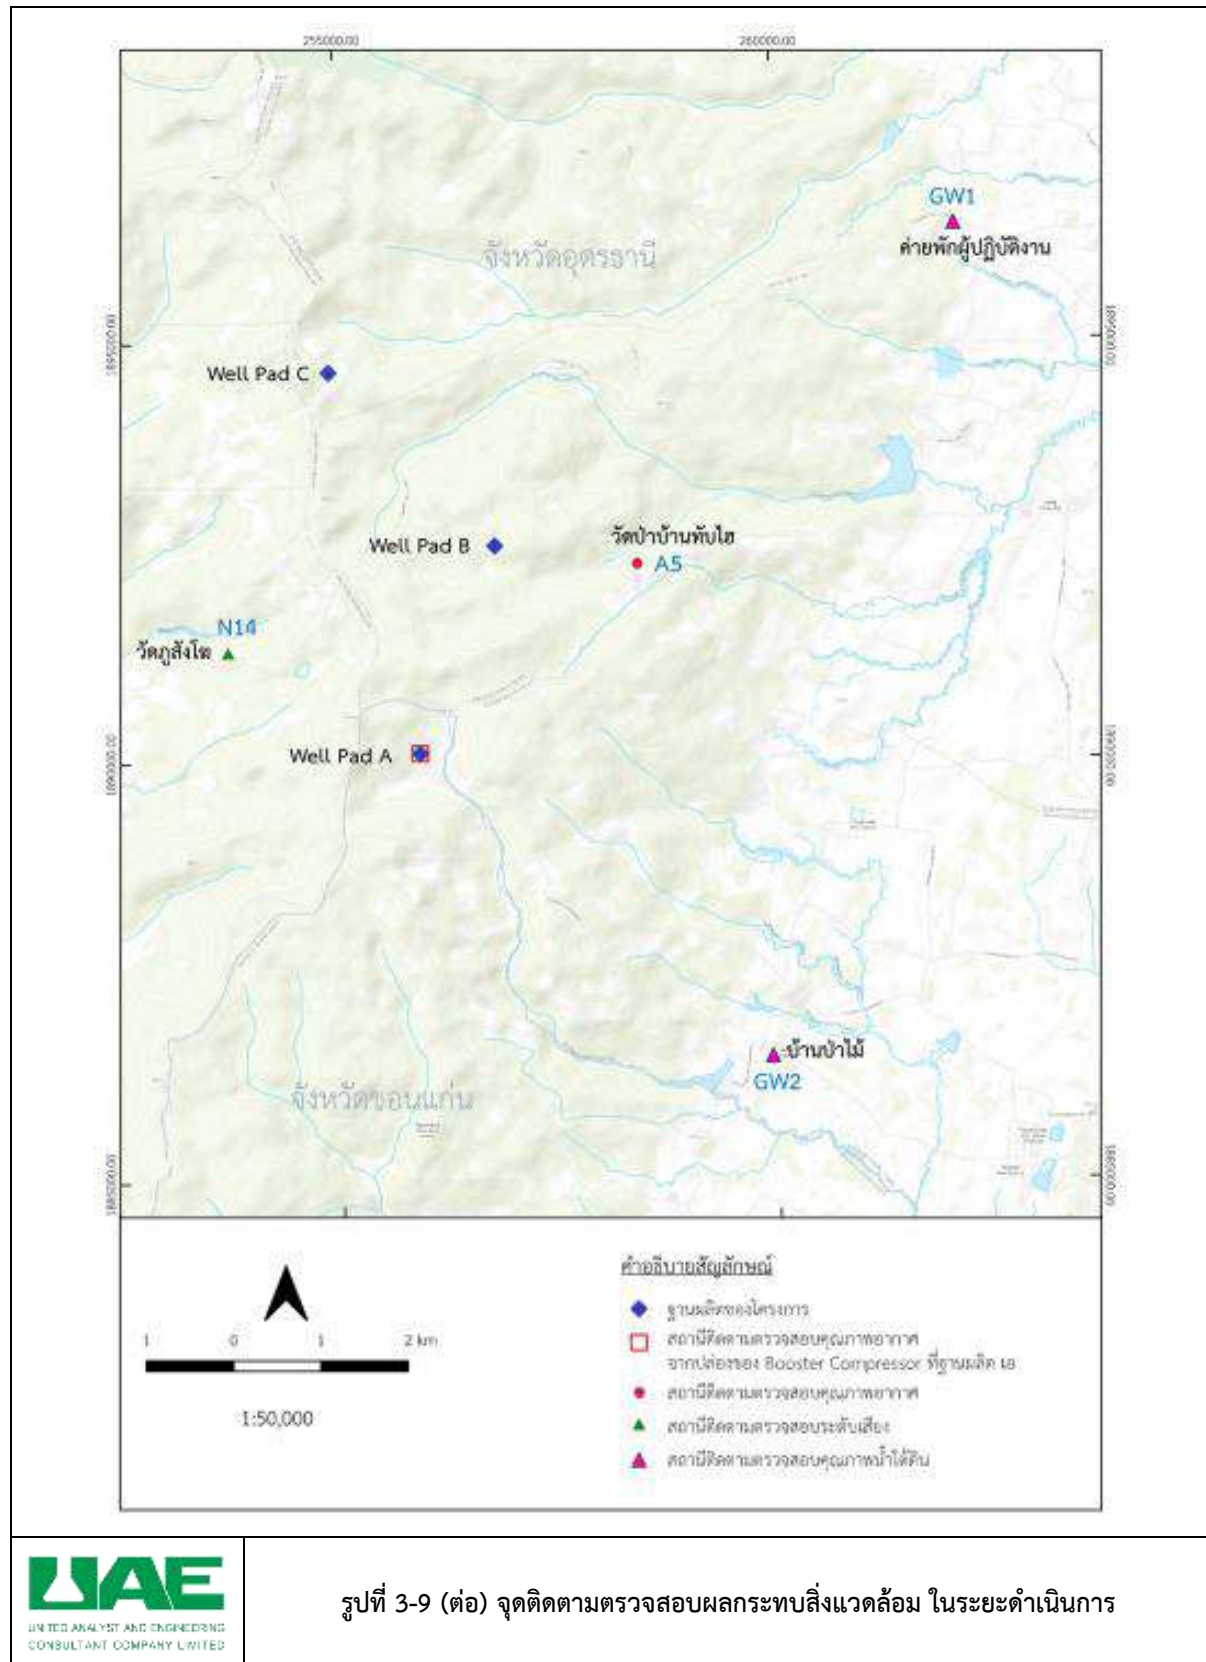 255000.00
260000.00
GW1
ค่ายพักผู้ปฏิบัติงาน
จังหวัดอุดรธานี
1895000.00
1895000.00
Well Pad C
Well Pad B
วัดป่าบ้านทับไฮ
A5
N14
วัดภูสังโฆ
Well Pad A
1890000.00
1890000.00
บ้านป่าไม้
GW2
จังหวัดขอนแก่น
1885000.00
1885000.00
คำอธิบายสัญลักษณ์
ฐานผลิตของโครงการ
สถานีติดตามตรวจสอบคุณภาพอากาศ
จากปล่องของ Booster Compressor ที่ฐานผลิต เอ
สถานีติดตามตรวจสอบคุณภาพอากาศ
สถานีติดตามตรวจสอบระดับเสียง
สถานีติดตามตรวจสอบคุณภาพน้ำใต้ดิน
1 0 1 2 km
1:50,000
UAE
UNITED ANALYST AND ENGINEERING
CONSULTANT COMPANY LIMITED
รูปที่ 3-9 (ต่อ) จุดติดตามตรวจสอบผลกระทบสิ่งแวดล้อม ในระยะดำเนินการ